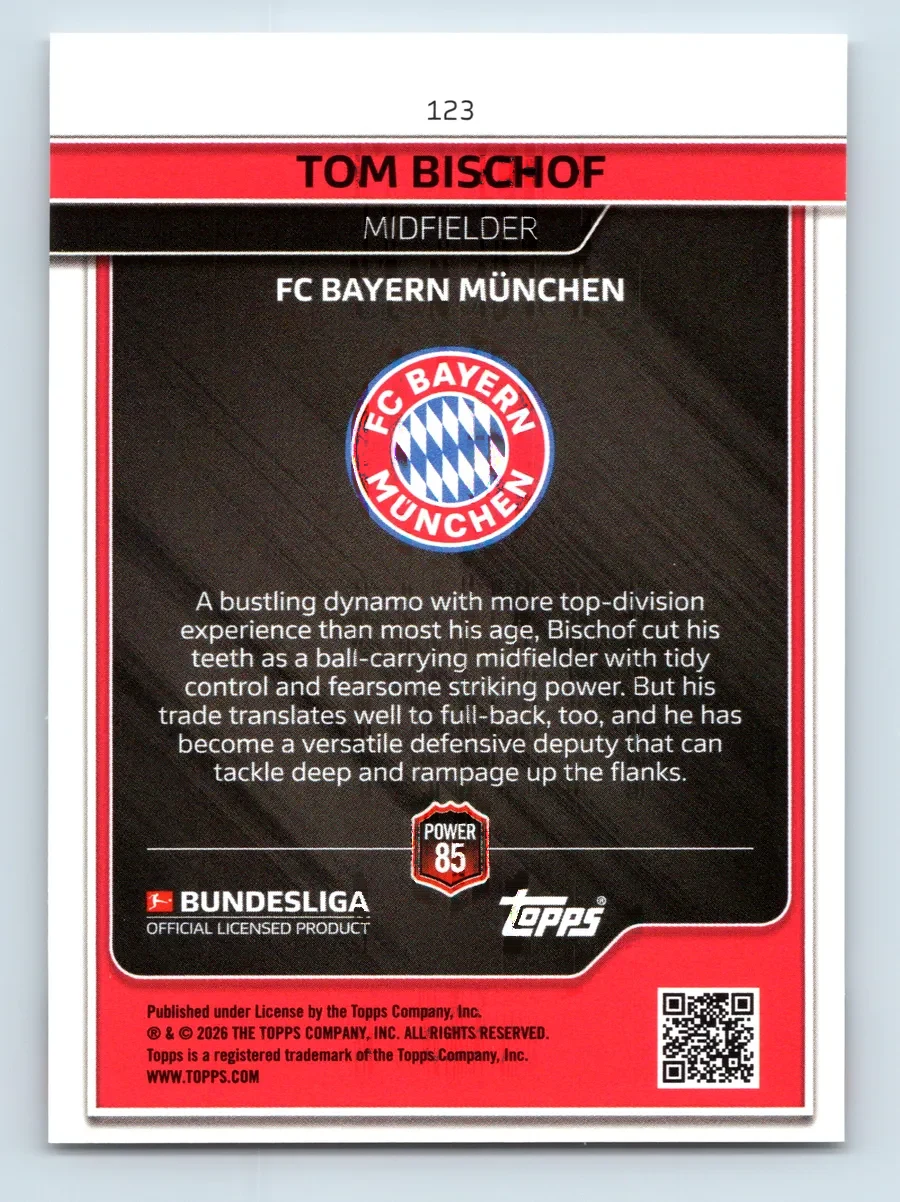 123
TOM BISCHOF
MIDFIELDER
FC BAYERN MÜNCHEN
FC BAYERN
MÜNCHEN
A bustling dynamo with more top-division
experience than most his age, Bischof cut his
teeth as a ball-carrying midfielder with tidy
control and fearsome striking power. But his
trade translates well to full-back, too, and he has
become a versatile defensive deputy that can
tackle deep and rampage up the flanks.
POWER
85
BUNDESLIGA
OFFICIAL LICENSED PRODUCT
topps®
Published under License by the Topps Company, Inc.
® & © 2026 THE TOPPS COMPANY, INC. ALL RIGHTS RESERVED.
Topps is a registered trademark of the Topps Company, Inc.
WWW.TOPPS.COM